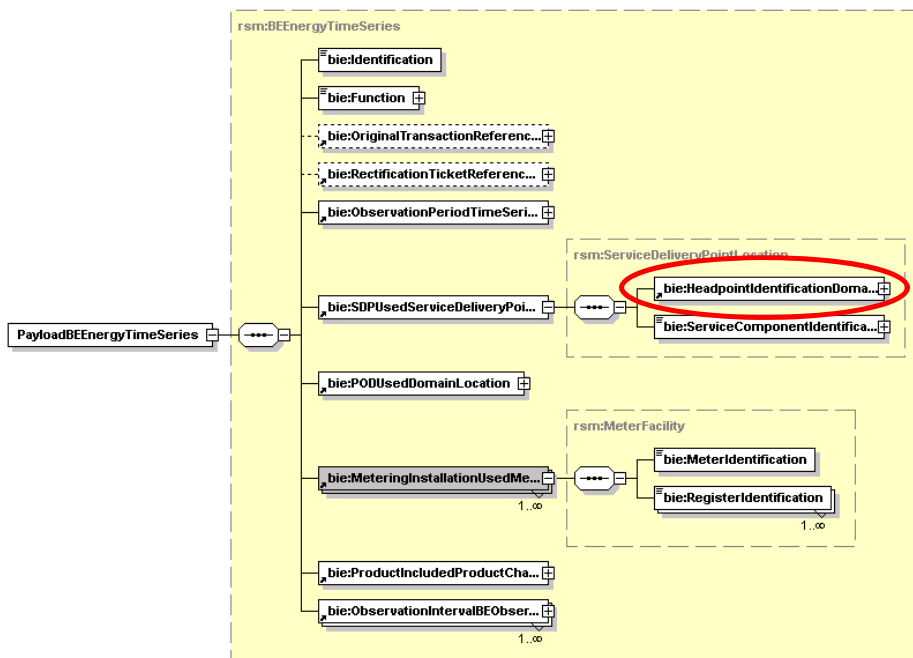 rsm:BEEnergyTimeSeries
bie:Identification
bie:Function
bie:OriginalTransactionReferenc...
bie:RectificationTicketReferenc...
bie:ObservationPeriodTimeSeri...
rsm:ServiceDeliveryPointLocation
bie:HeadpointIdentificationDoma...
bie:SDPUsedServiceDeliveryPoi...
bie:ServiceComponentIdentifica...
PayloadBEEnergyTimeSeries
bie:PODUsedDomainLocation
rsm:MeterFacility
bie:MeterIdentification
bie:MeteringInstallationUsedMe...
bie:RegisterIdentification
1..∞
1..∞
bie:ProductIncludedProductCha...
bie:ObservationIntervalBEObser...
1..∞